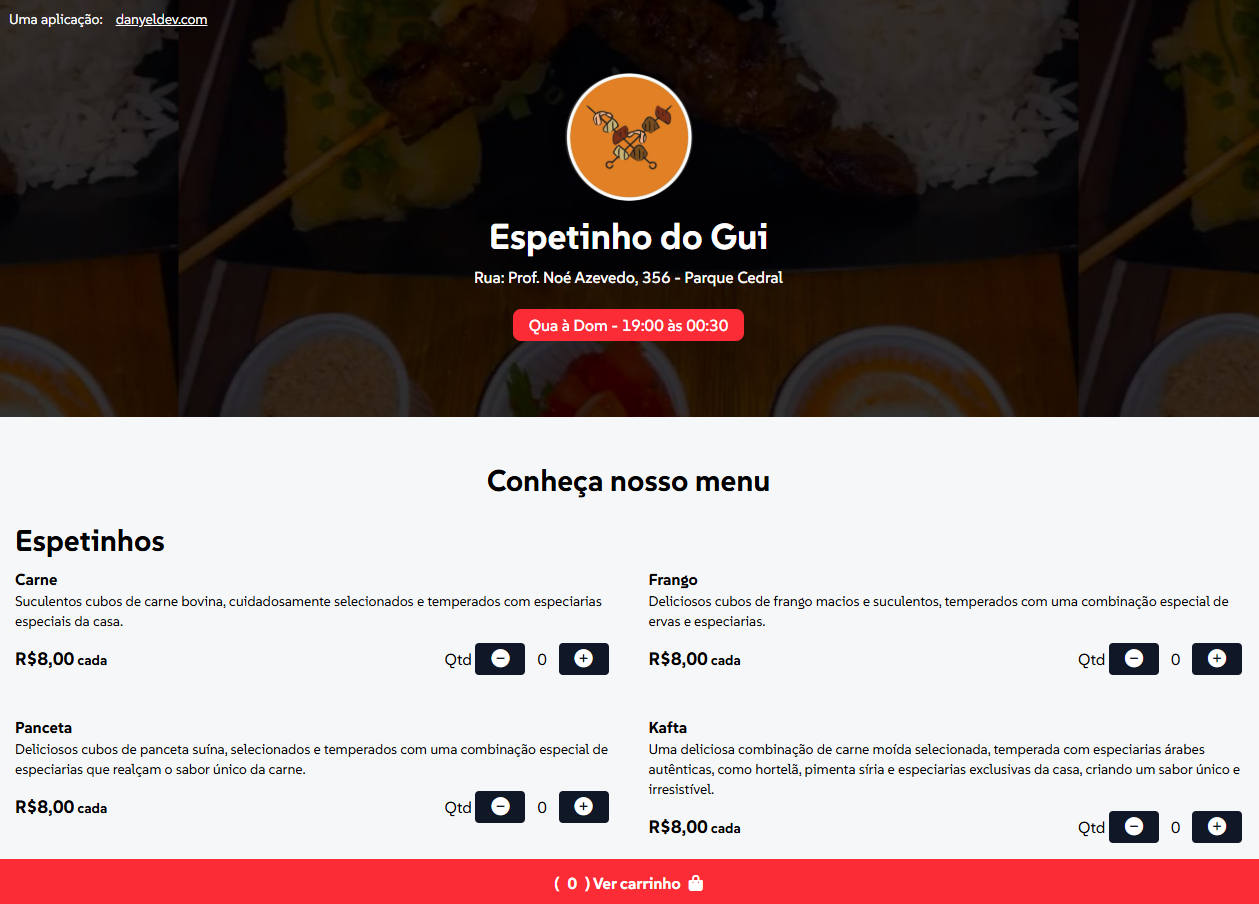 Uma aplicação: danyeldev.com
Espetinho do Gui
Rua: Prof. Noé Azevedo, 356 - Parque Cedral
Qua à Dom - 19:00 às 00:30
Conheça nosso menu
Espetinhos
Carne
Suculentos cubos de carne bovina, cuidadosamente selecionados e temperados com especiarias
especiais da casa.
R$8,00 cada
Qtd 0
Frango
Deliciosos cubos de frango macios e suculentos, temperados com uma combinação especial de
ervas e especiarias.
R$8,00 cada
Qtd 0
Panceta
Deliciosos cubos de panceta suína, selecionados e temperados com uma combinação especial de
especiarias que realçam o sabor único da carne.
R$8,00 cada
Qtd 0
Kafta
Uma deliciosa combinação de carne moída selecionada, temperada com especiarias árabes
autênticas, como hortelã, pimenta síria e especiarias exclusivas da casa, criando um sabor único e
irresistível.
R$8,00 cada
Qtd 0
( 0 ) Ver carrinho